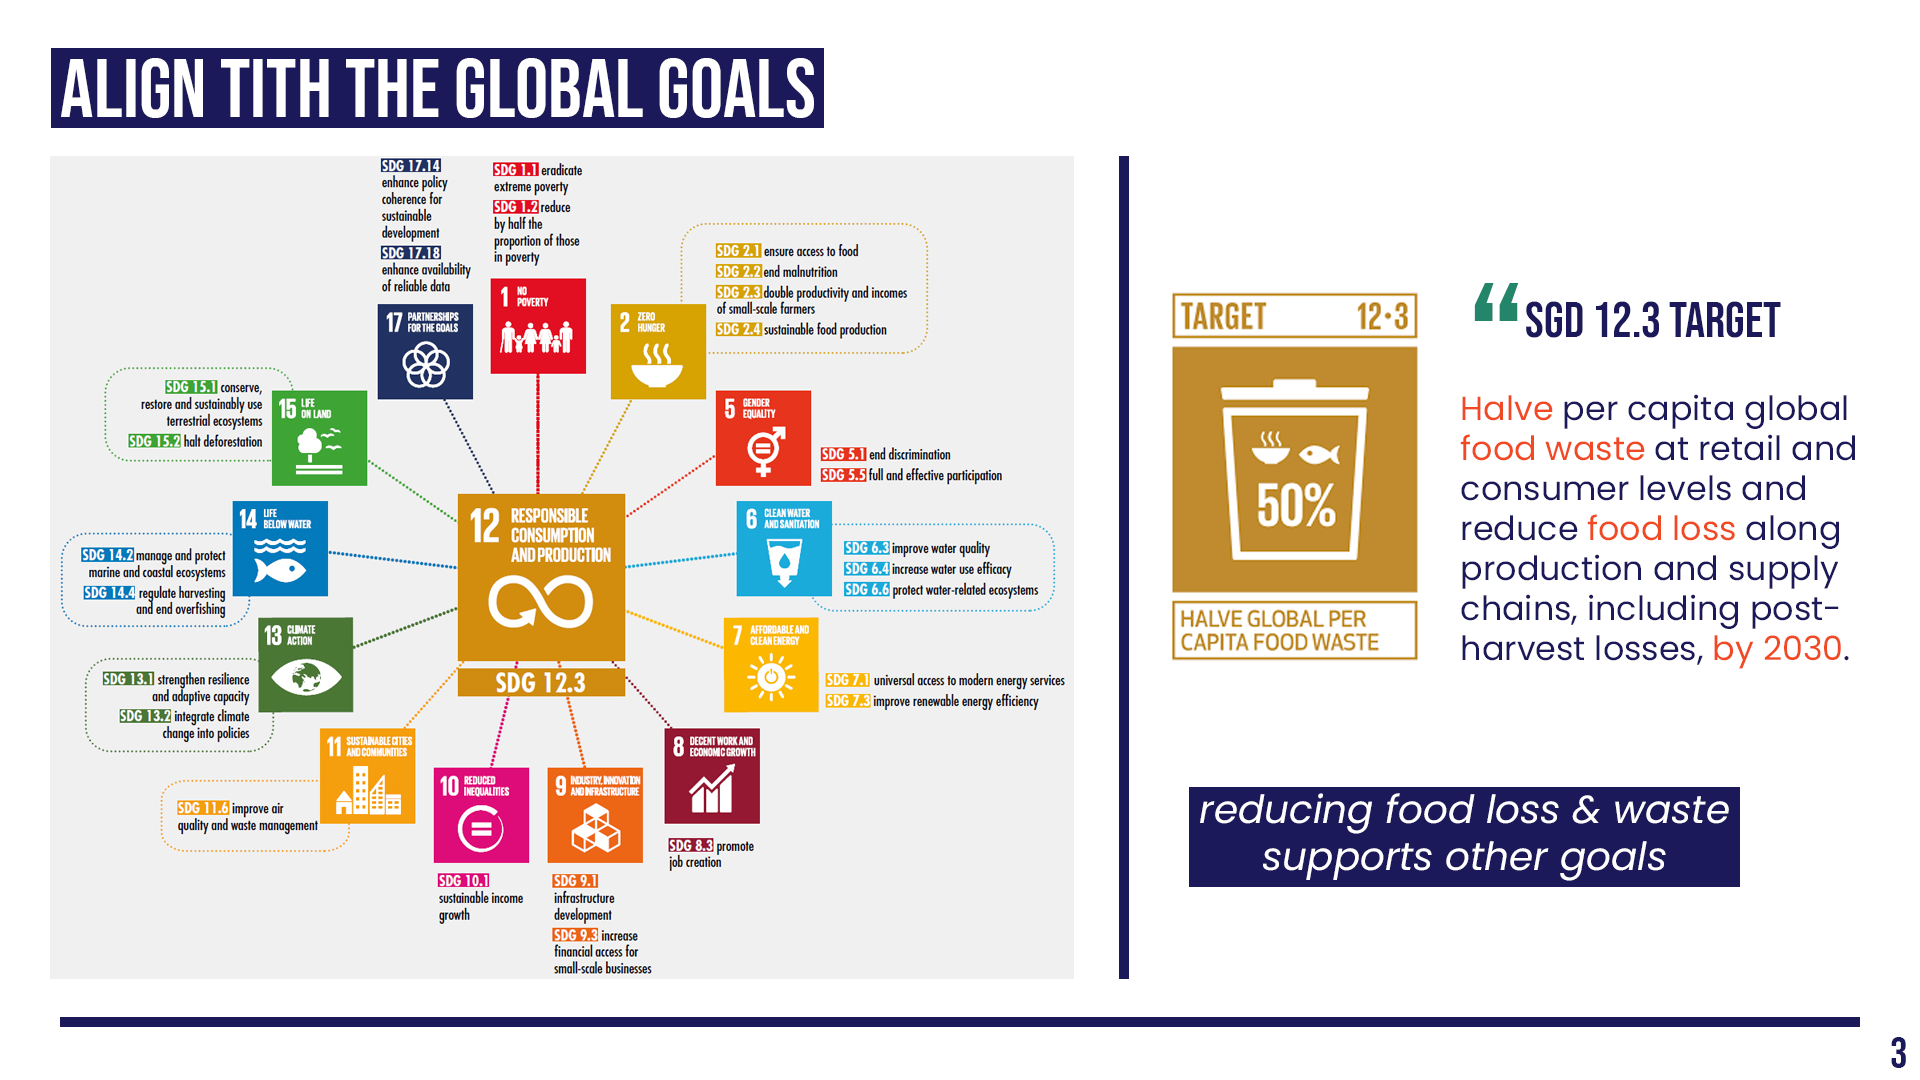 ALIGN TITH THE GLOBAL GOALS
SDG 17.14
enhance policy
coherence for
sustainable
development
SDG 17.18
enhance availability
of reliable data
17 PARTNERSHIPS
FOR THE GOALS
SDG 1.1 eradicate
extreme poverty
SDG 1.2 reduce
by half the
proportion of those
in poverty
1 NO
POVERTY
SDG 2.1 ensure access to food
SDG 2.2 end malnutrition
SDG 2.3 double productivity and incomes
of small-scale farmers
SDG 2.4 sustainable food production
2 ZERO
HUNGER
5 GENDER
EQUALITY
SDG 5.1 end discrimination
SDG 5.5 full and effective participation
6 CLEAN WATER
AND SANITATION
SDG 6.3 improve water quality
SDG 6.4 increase water use efficacy
SDG 6.6 protect water-related ecosystems
7 AFFORDABLE AND
CLEAN ENERGY
SDG 7.1 universal access to modern energy services
SDG 7.3 improve renewable energy efficiency
8 DECENT WORK AND
ECONOMIC GROWTH
SDG 8.3 promote
job creation
9 INDUSTRY, INNOVATION
AND INFRASTRUCTURE
SDG 9.1
infrastructure
development
SDG 9.3 increase
financial access for
small-scale businesses
10 REDUCED
INEQUALITIES
SDG 10.1
sustainable income
growth
11 SUSTAINABLE CITIES
AND COMMUNITIES
SDG 11.6 improve air
quality and waste management
13 CLIMATE
ACTION
SDG 13.1 strengthen resilience
and adaptive capacity
SDG 13.2 integrate climate
change into policies
14 LIFE
BELOW WATER
SDG 14.2 manage and protect
marine and coastal ecosystems
SDG 14.4 regulate harvesting
and end overfishing
15 LIFE
ON LAND
SDG 15.1 conserve,
restore and sustainably use
terrestrial ecosystems
SDG 15.2 halt deforestation
12 RESPONSIBLE
CONSUMPTION
AND PRODUCTION
SDG 12.3
TARGET 12·3
50%
HALVE GLOBAL PER
CAPITA FOOD WASTE
“ SGD 12.3 TARGET
Halve per capita global
food waste at retail and
consumer levels and
reduce food loss along
production and supply
chains, including post-
harvest losses, by 2030.
reducing food loss & waste
supports other goals
3